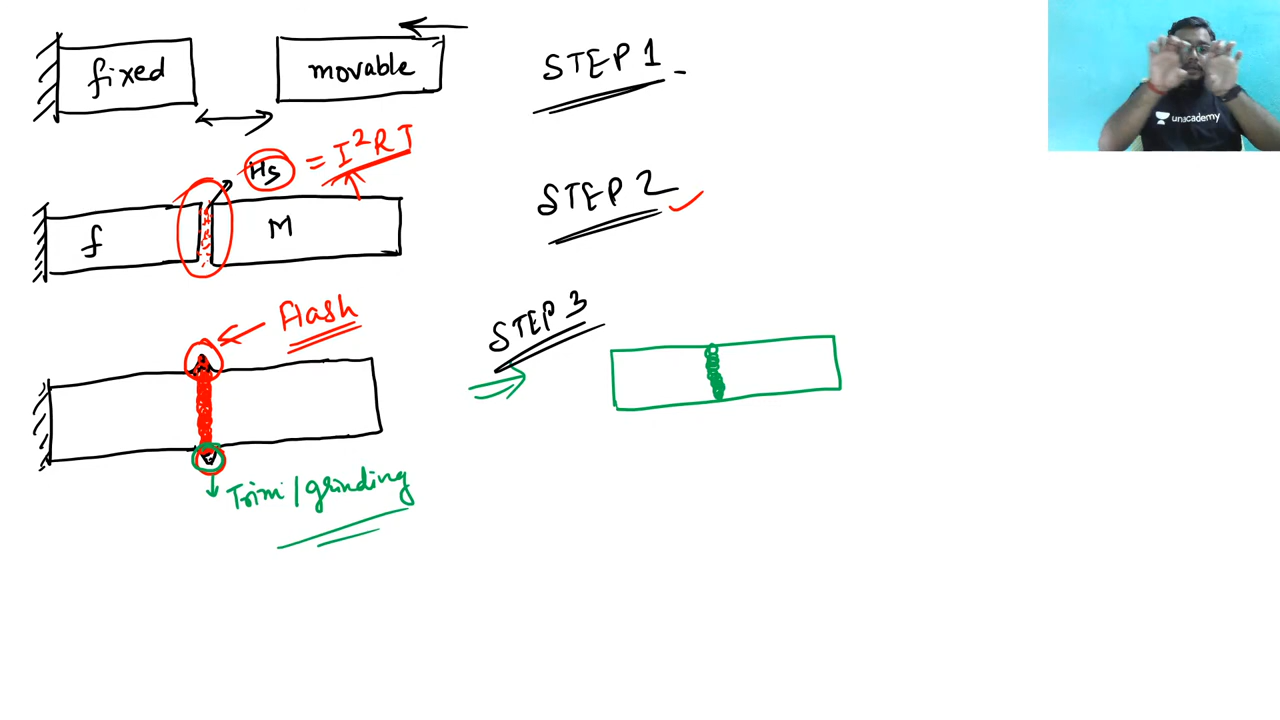 fixed
movable
STEP 1
Hs = I²RT
f
M
STEP 2
Flash
STEP 3
Trim/grinding
unacademy